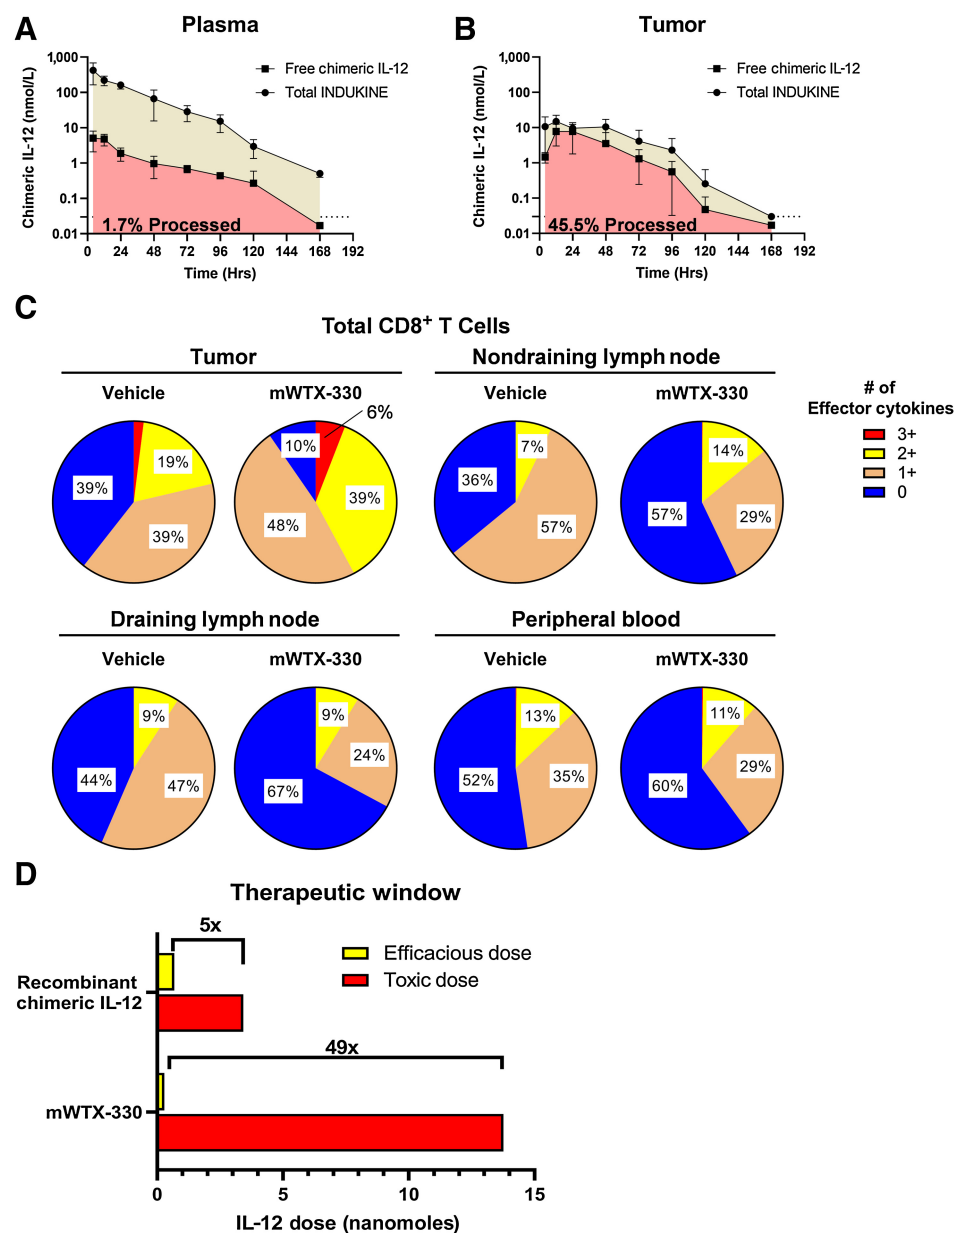 A
Plasma
Chimeric IL-12 (nmol/L)
1,000
100
10
1
0.1
0.01
Free chimeric IL-12
Total INDUKINE
1.7% Processed
0 24 48 72 96 120 144 168 192
Time (Hrs)
B
Tumor
Chimeric IL-12 (nmol/L)
1,000
100
10
1
0.1
0.01
Free chimeric IL-12
Total INDUKINE
45.5% Processed
0 24 48 72 96 120 144 168 192
Time (Hrs)
C
Total CD8+ T Cells
Tumor
Vehicle
19%
39%
39%
mWTX-330
6%
10%
39%
48%
Nondraining lymph node
Vehicle
7%
36%
57%
mWTX-330
14%
57%
29%
# of
Effector cytokines
3+
2+
1+
0
Draining lymph node
Vehicle
9%
44%
47%
mWTX-330
9%
24%
67%
Peripheral blood
Vehicle
13%
52%
35%
mWTX-330
11%
60%
29%
D
Therapeutic window
5x
Efficacious dose
Toxic dose
Recombinant
chimeric IL-12
49x
mWTX-330
0 5 10 15
IL-12 dose (nanomoles)